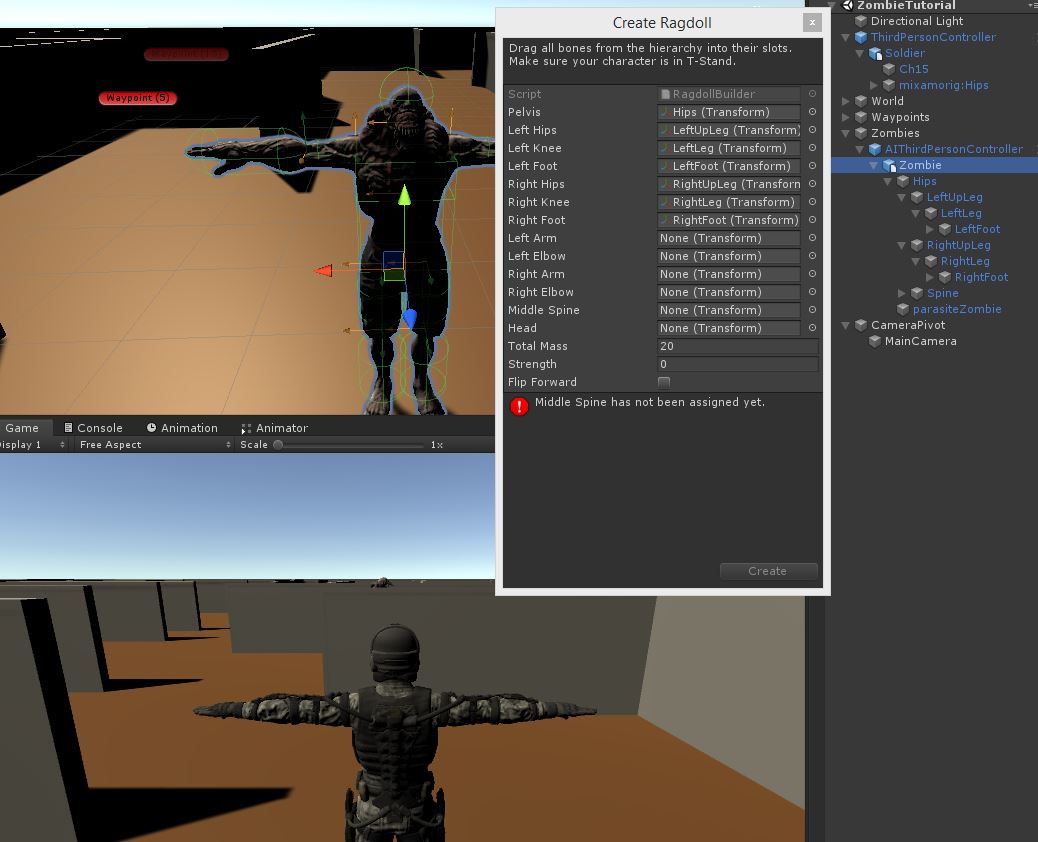 Create Ragdoll
x
Drag all bones from the hierarchy into their slots.
Make sure your character is in T-Stand.
Script RagdollBuilder
Pelvis Hips (Transform)
Left Hips LeftUpLeg (Transform)
Left Knee LeftLeg (Transform)
Left Foot LeftFoot (Transform)
Right Hips RightUpLeg (Transform
Right Knee RightLeg (Transform)
Right Foot RightFoot (Transform)
Left Arm None (Transform)
Left Elbow None (Transform)
Right Arm None (Transform)
Right Elbow None (Transform)
Middle Spine None (Transform)
Head None (Transform)
Total Mass 20
Strength 0
Flip Forward
Middle Spine has not been assigned yet.
Create
Waypoint (5)
Game Console Animation Animator
isplay 1 Free Aspect Scale 1x
ZombieTutorial
Directional Light
ThirdPersonController
Soldier
Ch15
mixamorig:Hips
World
Waypoints
Zombies
AIThirdPersonController
Zombie
Hips
LeftUpLeg
LeftLeg
LeftFoot
RightUpLeg
RightLeg
RightFoot
Spine
parasiteZombie
CameraPivot
MainCamera